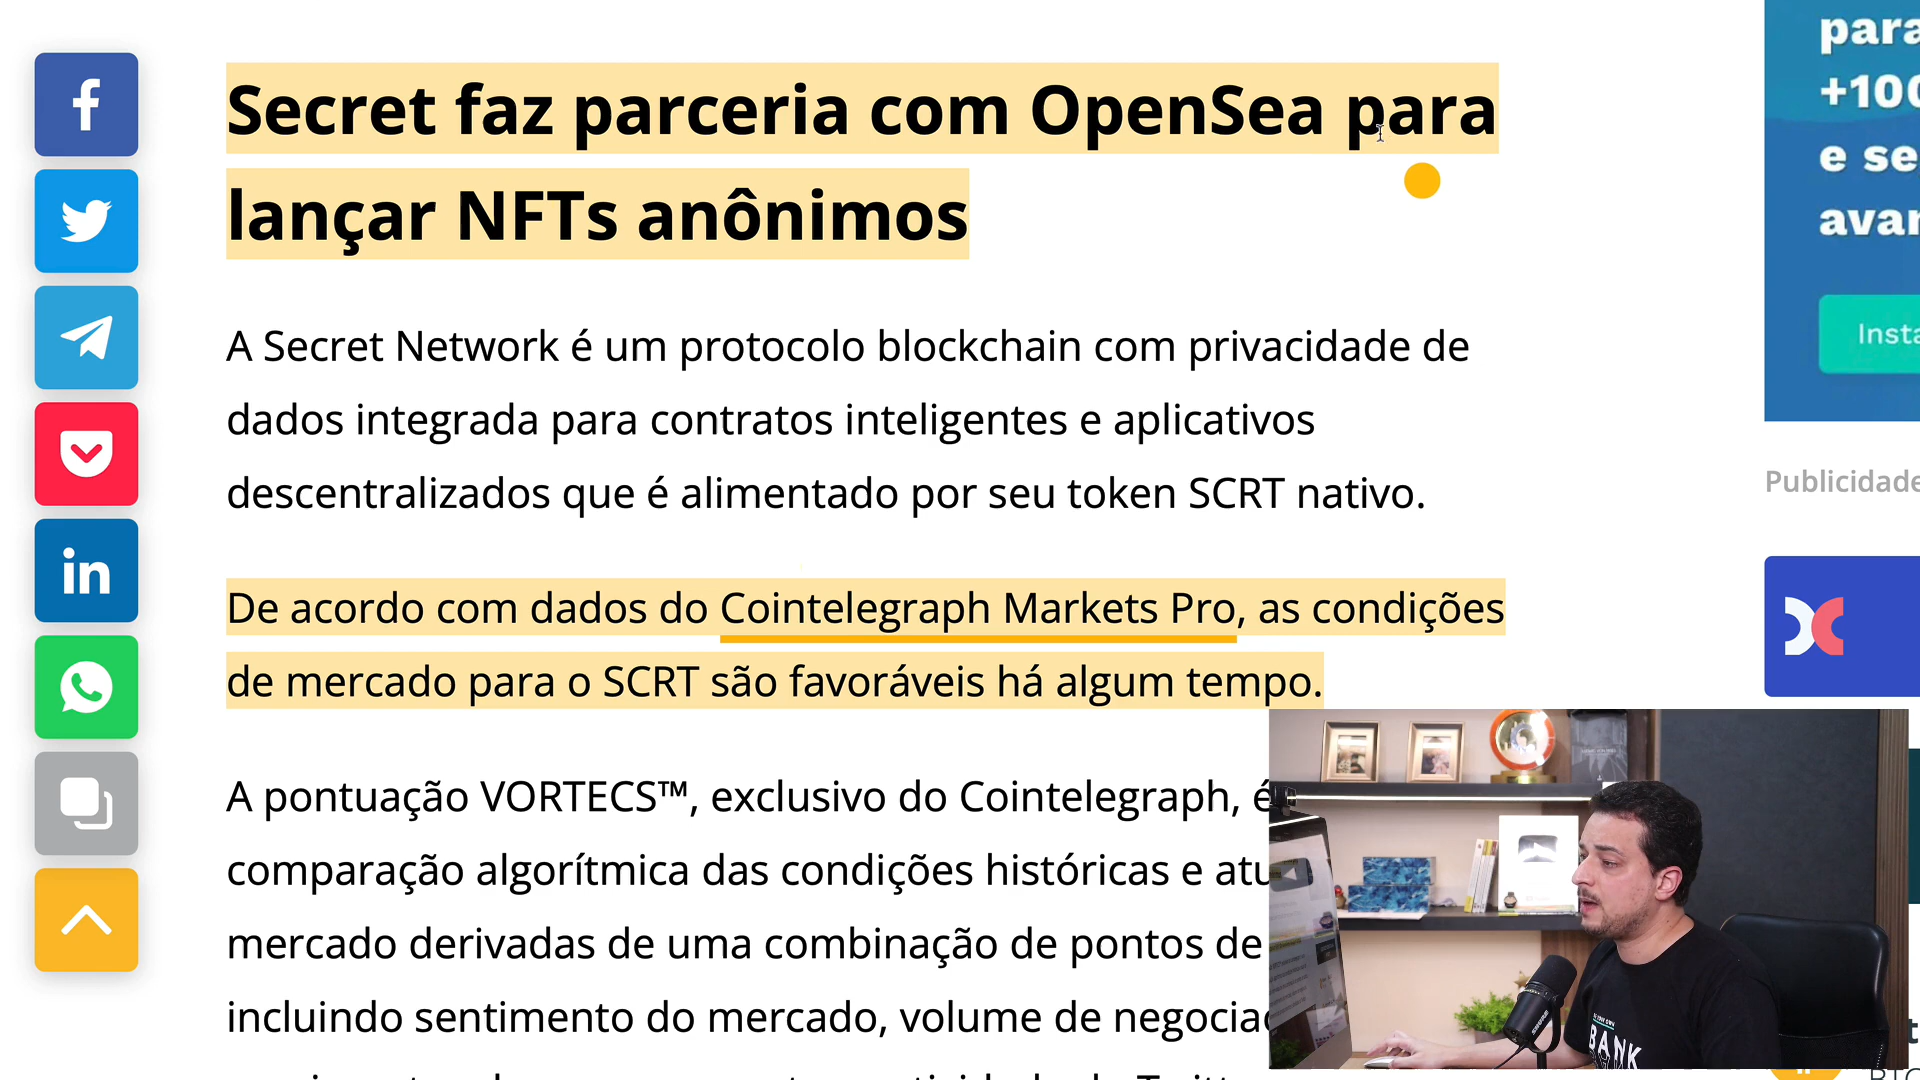 Secret faz parceria com OpenSea para
lançar NFTs anônimos
A Secret Network é um protocolo blockchain com privacidade de
dados integrada para contratos inteligentes e aplicativos
descentralizados que é alimentado por seu token SCRT nativo.
De acordo com dados do Cointelegraph Markets Pro, as condições
de mercado para o SCRT são favoráveis há algum tempo.
A pontuação VORTECS™, exclusivo do Cointelegraph, é
comparação algorítmica das condições históricas e atu
mercado derivadas de uma combinação de pontos de
incluindo sentimento do mercado, volume de negocia
para
+100
e se
avan
Insta
Publicidade
BANK